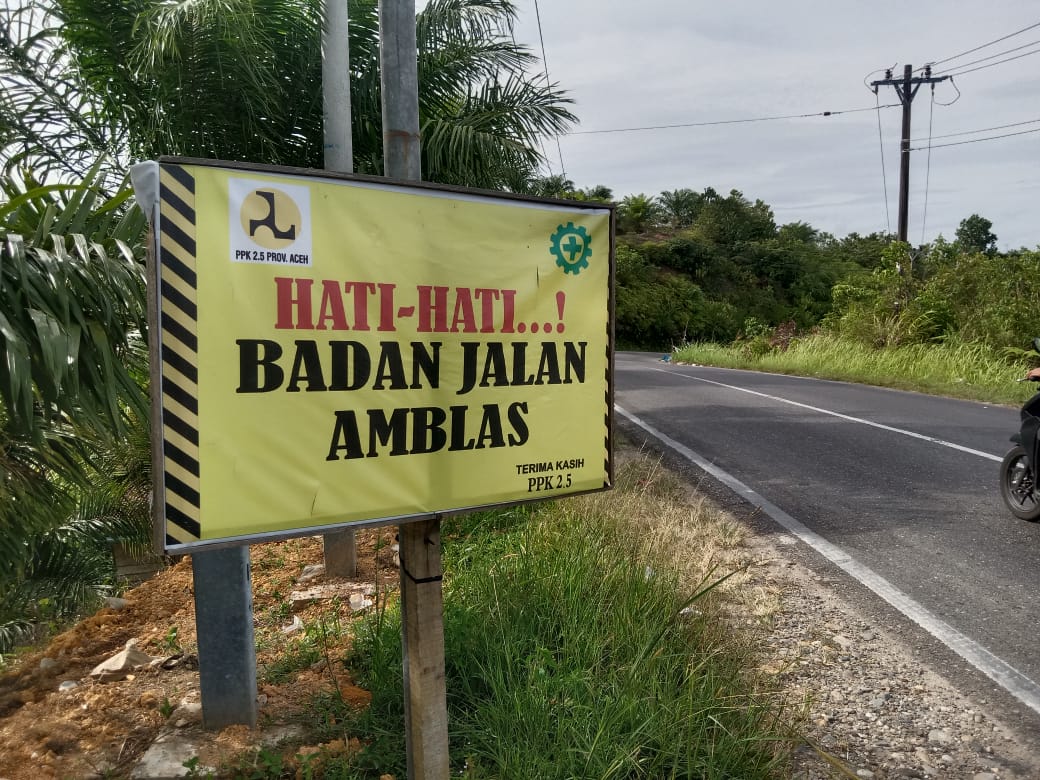 PPK 2.5 PROV. ACEH
HATI-HATI...!
BADAN JALAN
AMBLAS
TERIMA KASIH
PPK 2.5